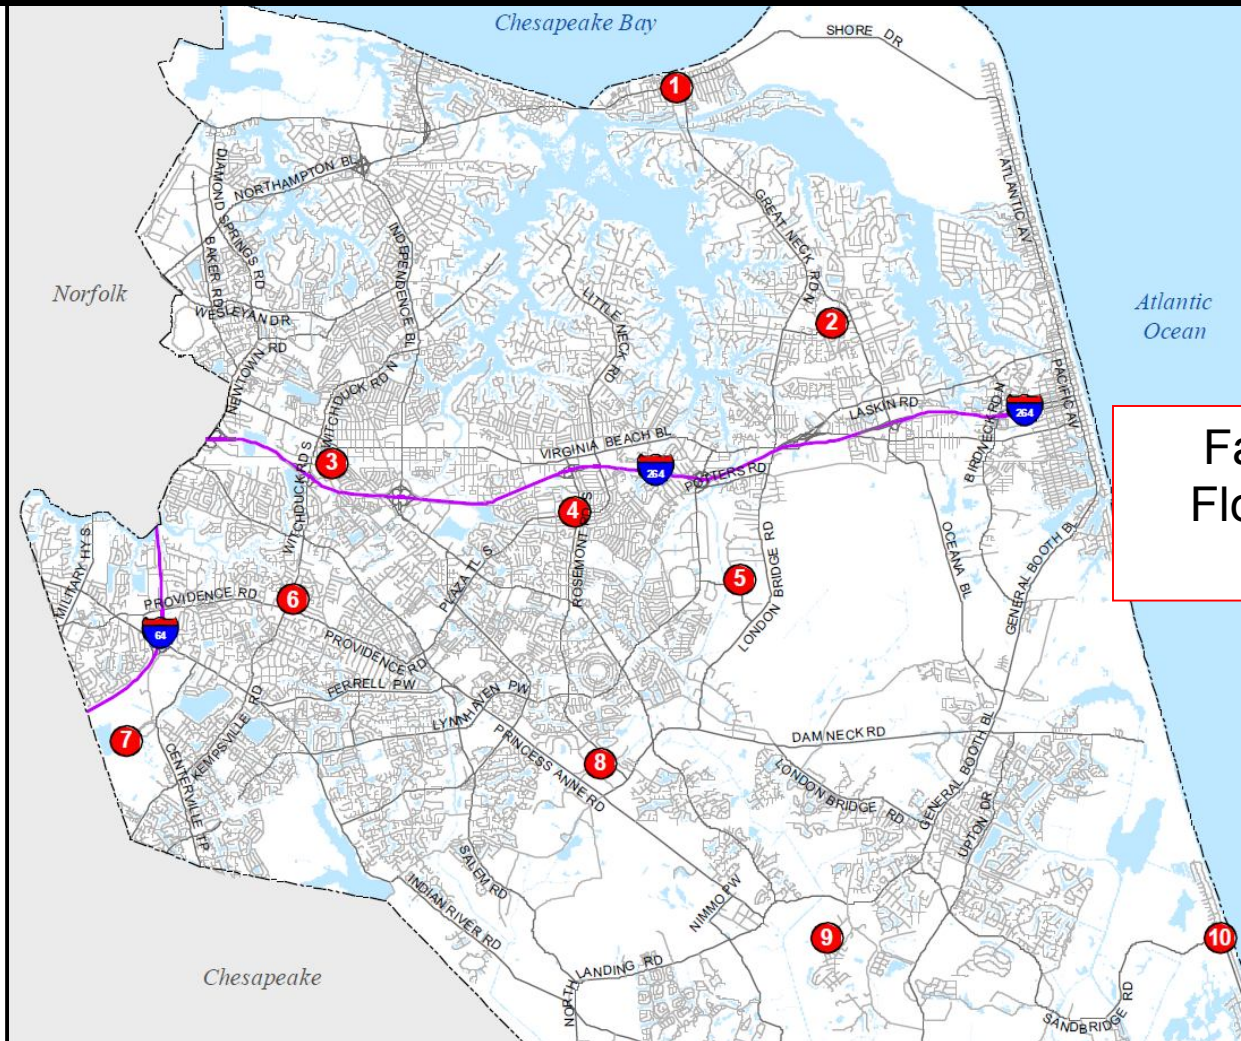 Chesapeake Bay
SHORE DR
1
NORTHAMPTON BL
DIAMOND SPRINGS RD
ATLANTIC AV
GREAT NECK RD N
INDEPENDENCE BL
BAKER RD
Norfolk
LITTLE NECK RD
Atlantic
Ocean
WESLEYAN DR
2
NEWTOWN RD
WITCHDUCK RD N
PACIFIC AV
LASKIN RD
264
BIRDNECK RD N
Fa
Flo
VIRGINIA BEACH BL
3
264
POTTERS RD
WITCHDUCK RD S
4
ROSEMONT RD S
MILITARY HY S
PLAZA TL S
LONDON BRIDGE RD
OCEANA BL
GENERAL BOOTH BL
5
PROVIDENCE RD
6
64
PROVIDENCE RD
FERRELL PW
LYNNHAVEN PW
7
CENTERVILLE TP
KEMPSVILLE RD
PRINCESS ANNE RD
8
DAM NECK RD
LONDON BRIDGE RD
GENERAL BOOTH BL
UPTON DR
SALEM RD
INDIAN RIVER RD
NIMMO PW
9
10
Chesapeake
NORTH LANDING RD
SANDBRIDGE RD